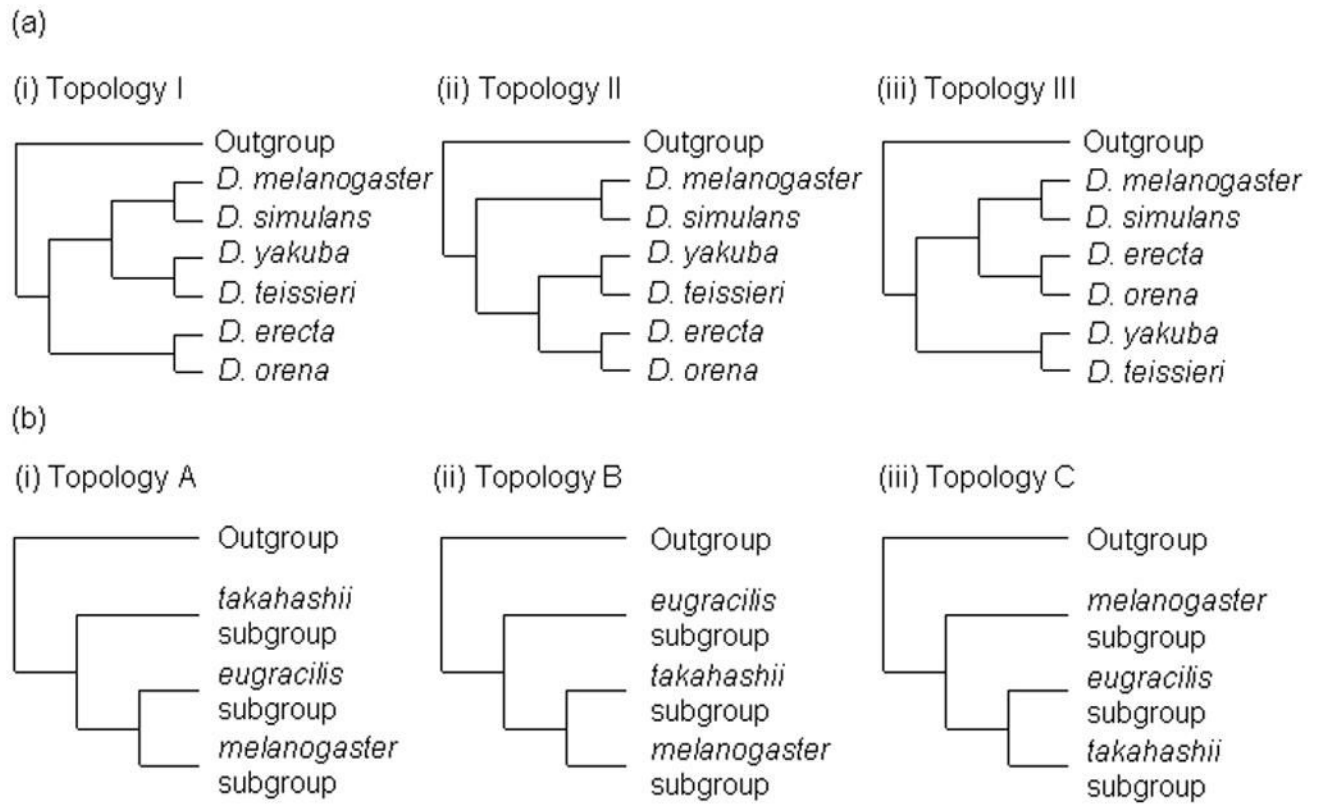 (a)
(i) Topology I
(ii) Topology II
(iii) Topology III
Outgroup
D. melanogaster
D. simulans
D. yakuba
D. teissieri
D. erecta
D. orena
Outgroup
D. melanogaster
D. simulans
D. yakuba
D. teissieri
D. erecta
D. orena
Outgroup
D. melanogaster
D. simulans
D. erecta
D. orena
D. yakuba
D. teissieri
(b)
(i) Topology A
(ii) Topology B
(iii) Topology C
Outgroup
takahashii
subgroup
eugracilis
subgroup
melanogaster
subgroup
Outgroup
eugracilis
subgroup
takahashii
subgroup
melanogaster
subgroup
Outgroup
melanogaster
subgroup
eugracilis
subgroup
takahashii
subgroup